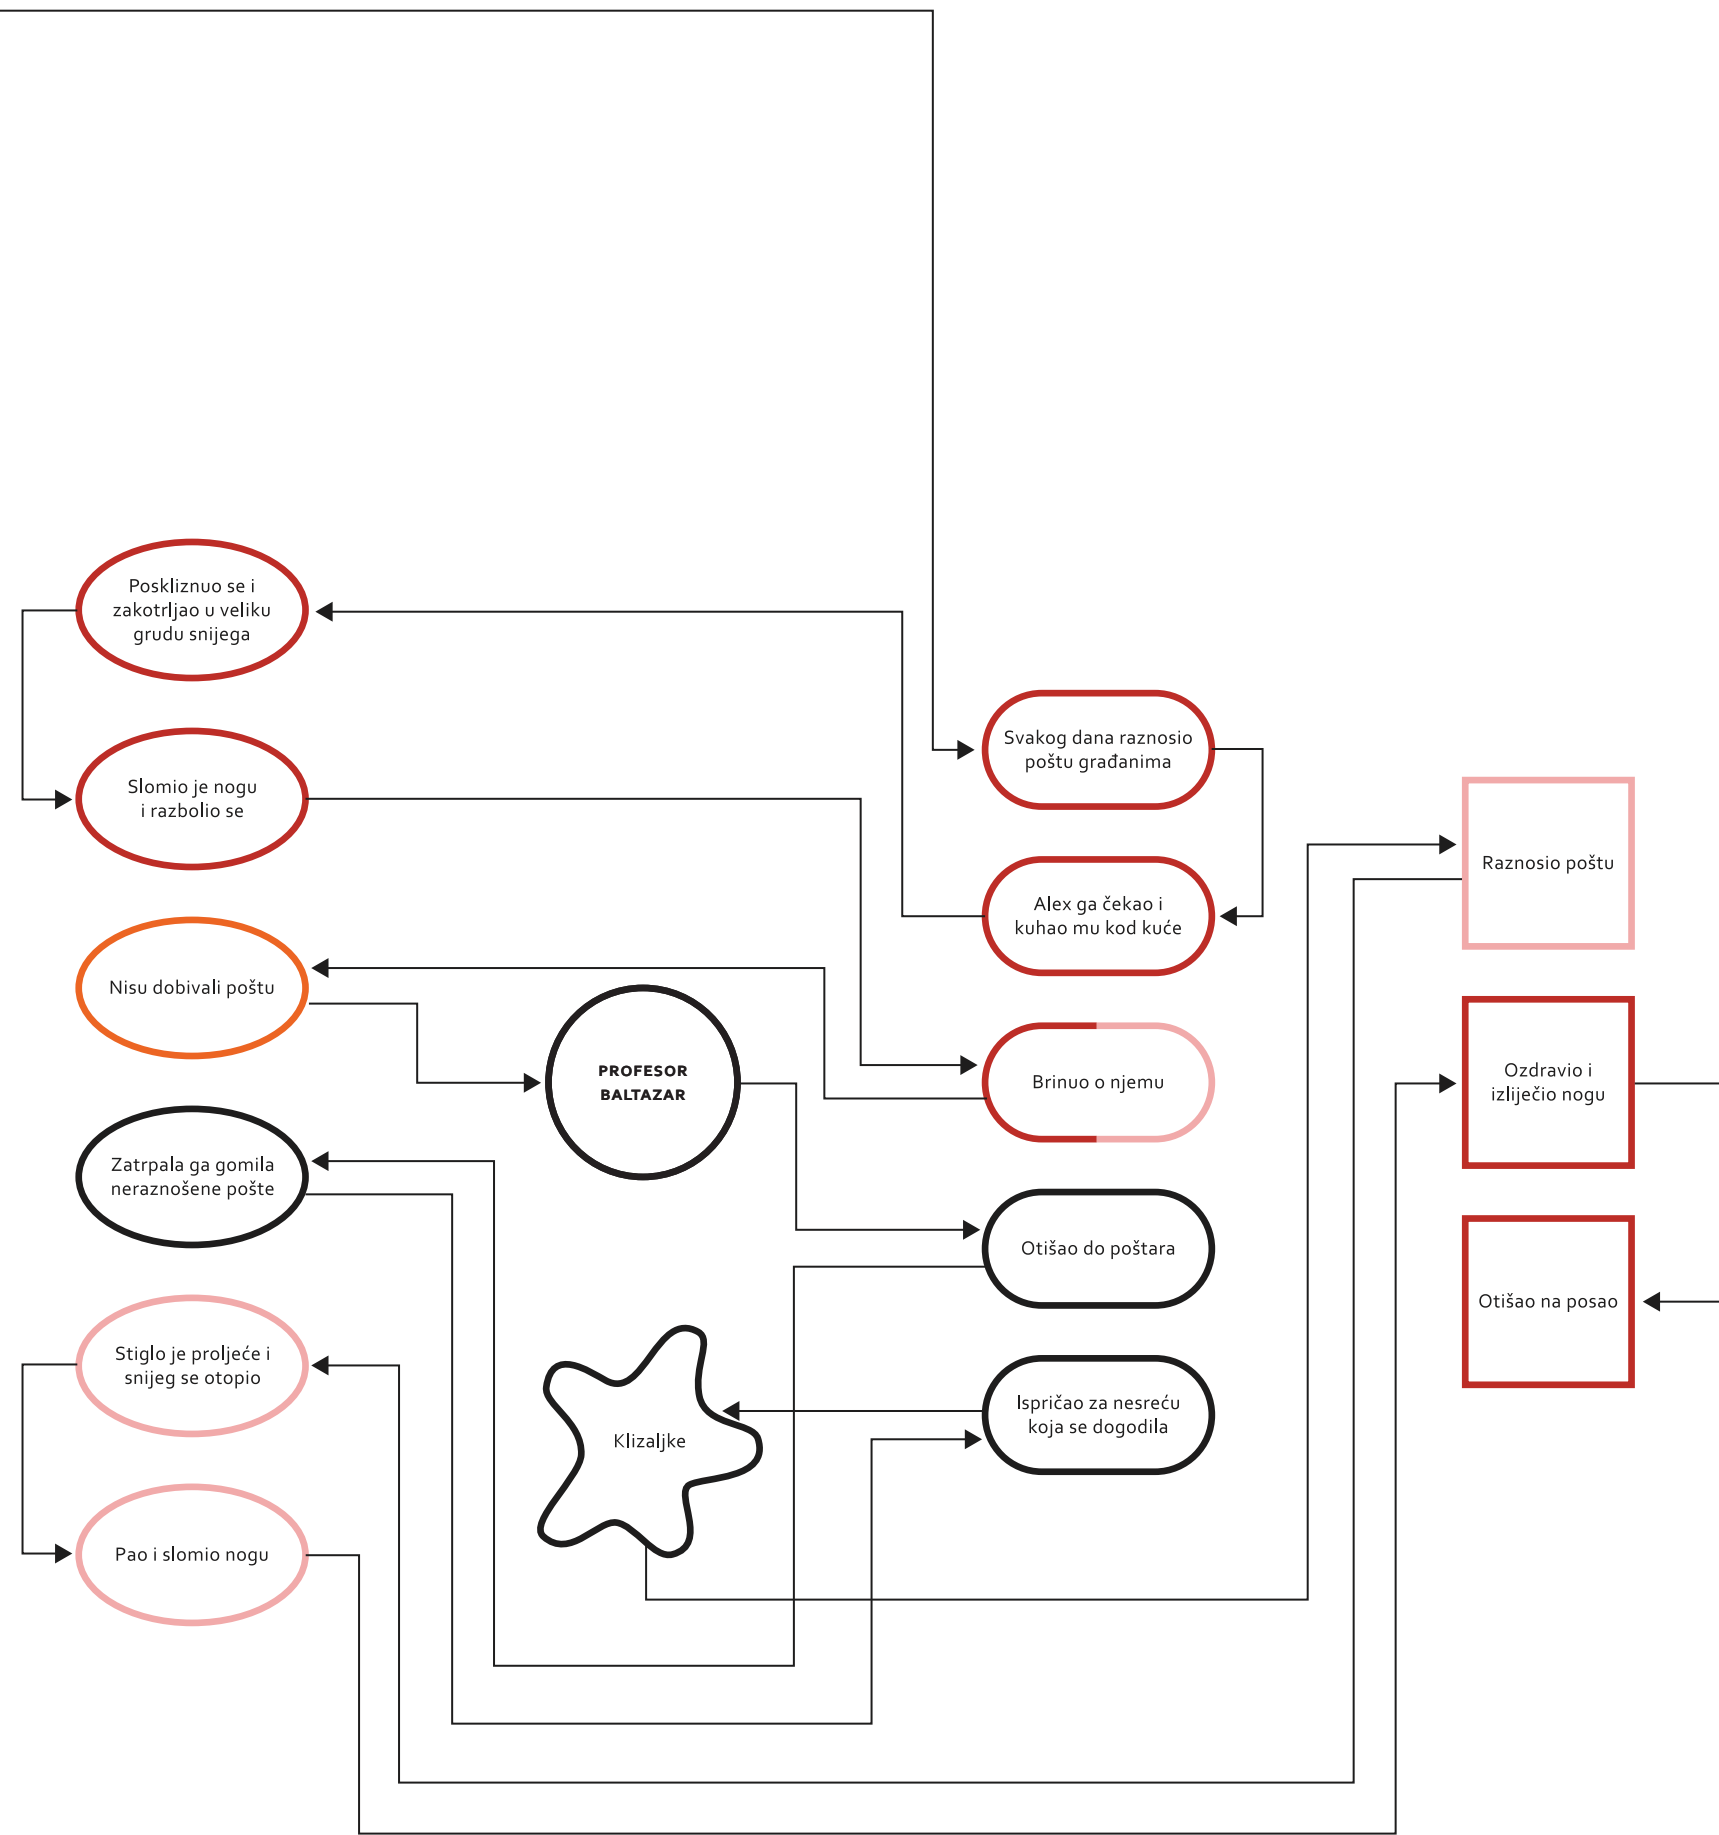 Poskliznuo se i
zakotrljao u veliku
grudu snijega
Slomio je nogu
i razbolio se
Nisu dobivali poštu
Zatrpala ga gomila
neraznošene pošte
Stiglo je proljeće i
snijeg se otopio
Pao i slomio nogu
PROFESOR
BALTAZAR
Klizaljke
Svakog dana raznosio
poštu građanima
Alex ga čekao i
kuhao mu kod kuće
Brinuo o njemu
Otišao do poštara
Ispričao za nesreću
koja se dogodila
Raznosio poštu
Ozdravio i
izliječio nogu
Otišao na posao